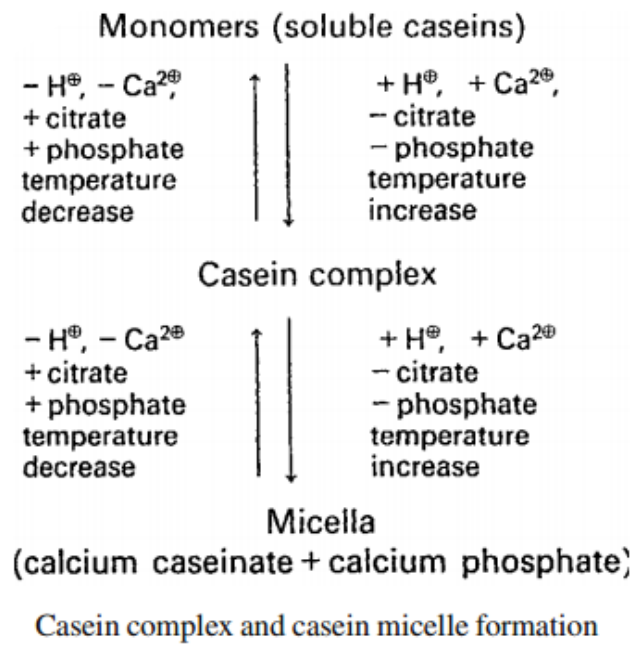 Monomers (soluble caseins)
− H⊕, − Ca²⊕,
+ citrate
+ phosphate
temperature
decrease
+ H⊕, + Ca²⊕,
− citrate
− phosphate
temperature
increase
Casein complex
− H⊕, − Ca²⊕
+ citrate
+ phosphate
temperature
decrease
+ H⊕, + Ca²⊕
− citrate
− phosphate
temperature
increase
Micella
(calcium caseinate + calcium phosphate)
Casein complex and casein micelle formation